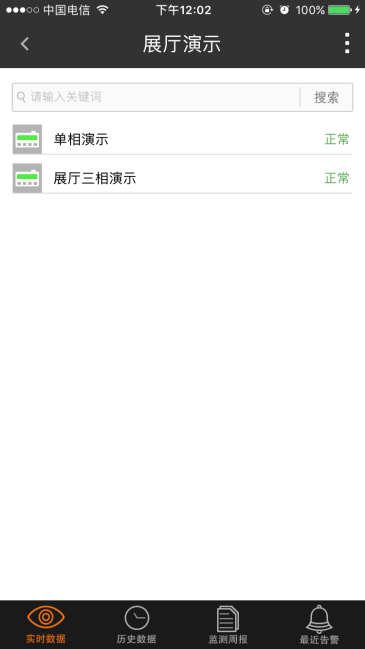 中国电信 下午12:02 100%
展厅演示
请输入关键词 搜索
单相演示 正常
展厅三相演示 正常
实时数据 历史数据 监测周报 最近告警